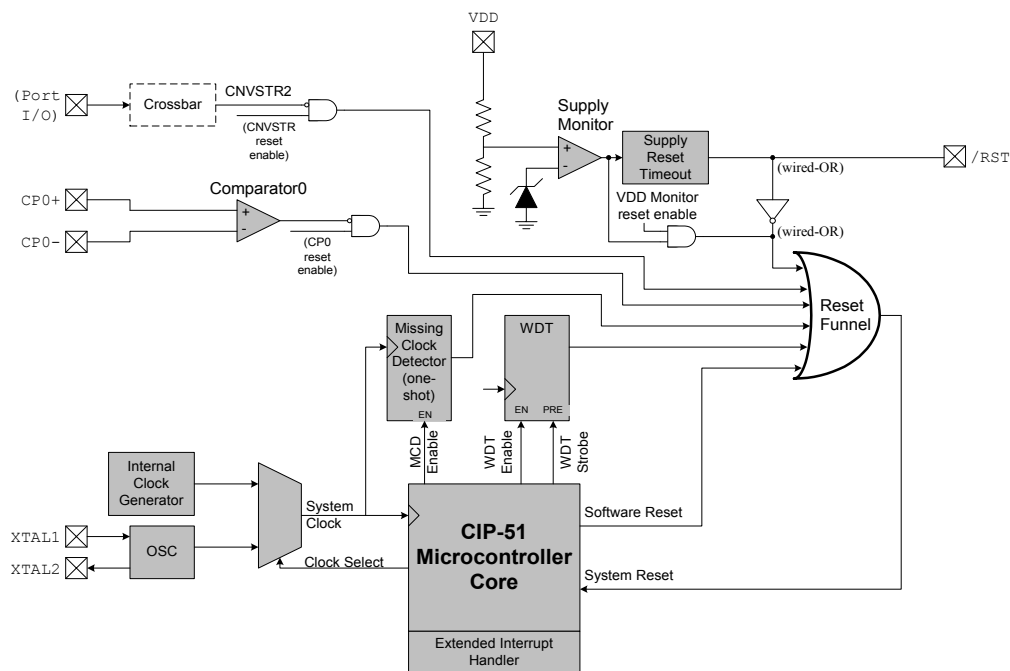 VDD
(Port
I/O)
Crossbar
CNVSTR2
(CNVSTR
reset
enable)
Supply
Monitor
+
-
Supply
Reset
Timeout
(wired-OR)
/RST
VDD Monitor
reset enable
(wired-OR)
Comparator0
CP0+
+
-
CP0-
(CP0
reset
enable)
Reset
Funnel
Missing
Clock
Detector
(one-
shot)
EN
WDT
EN
PRE
MCD
Enable
WDT
Enable
WDT
Strobe
Internal
Clock
Generator
System
Clock
XTAL1
OSC
XTAL2
Clock Select
CIP-51
Microcontroller
Core
Software Reset
System Reset
Extended Interrupt
Handler